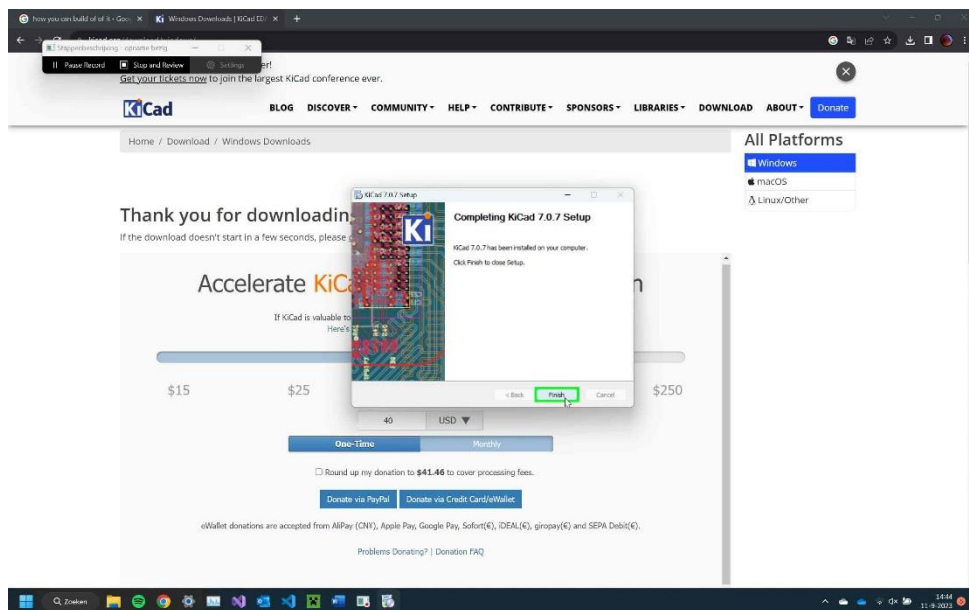 how you can build of of it - Goo
Windows Downloads | KiCad EDA
Stappenbeschrijving - opname bezig
Pause Record
Stop and Review
Settings
er!
Get your tickets now to join the largest KiCad conference ever.
KiCad
BLOG DISCOVER COMMUNITY HELP CONTRIBUTE SPONSORS LIBRARIES DOWNLOAD ABOUT Donate
Home / Download / Windows Downloads
All Platforms
Windows
macOS
Linux/Other
Thank you for downloadin
If the download doesn't start in a few seconds, please
KiCad 7.0.7 Setup
Ki
Completing KiCad 7.0.7 Setup
KiCad 7.0.7 has been installed on your computer.
Click Finish to close Setup.
< Back Finish Cancel
Accelerate KiCa n
If KiCad is valuable to
Here's
$15 $25 $250
40 USD
One-Time Monthly
Round up my donation to $41.46 to cover processing fees.
Donate via PayPal Donate via Credit Card/eWallet
eWallet donations are accepted from AliPay (CN¥), Apple Pay, Google Pay, Sofort(€), iDEAL(€), giropay(€) and SEPA Debit(€).
Problems Donating? | Donation FAQ
Zoeken
14:44
11-9-2023